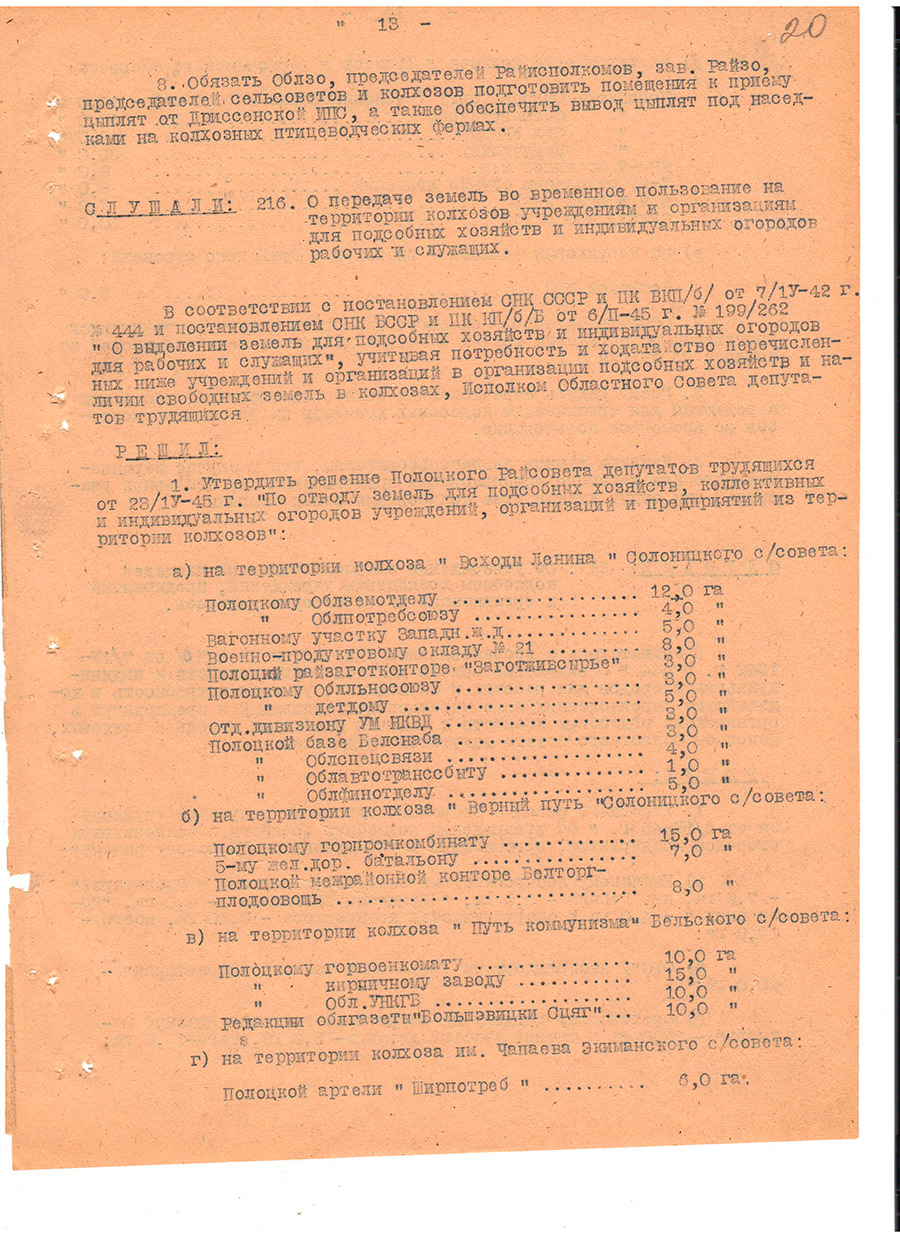 " 13 -
20
8. Обязать Облзо, председателей Райисполкомов, зав. Райзо,
председателей сельсоветов и колхозов подготовить помещения к приему
цыплят от Дриссенской ИПС, а также обеспечить вывод цыплят под насед-
ками на колхозных птицеводческих фермах.
СЛУШАЛИ: 216. О передаче земель во временное пользование на
территории колхозов учреждениям и организациям
для подсобных хозяйств и индивидуальных огородов
рабочих и служащих.
В соответствии с постановлением СНК СССР и ЦК ВКП/б/ от 7/1У-42 г.
№ 444 и постановлением СНК БССР и ЦК КП/б/Б от 6/П-45 г. № 199/262
" О выделении земель для подсобных хозяйств и индивидуальных огородов
для рабочих и служащих", учитывая потребность и ходатайство перечислен-
ных ниже учреждений и организаций в организации подсобных хозяйств и на-
личии свободных земель в колхозах, Исполком Областного Совета депута-
тов трудящихся
РЕШИЛ:
1. Утвердить решение Полоцкого Райсовета депутатов трудящихся
от 23/1У-45 г. "По отводу земель для подсобных хозяйств, коллективных
и индивидуальных огородов учреждений, организаций и предприятий из тер-
ритории колхозов":
а) на территории колхоза " Всходы Ленина " Солоницкого с/совета:
Полоцкому Облземотделу .................. 12,0 га
" Облпотребсоюзу ................ 4,0 "
Вагонному участку Западн.ж.д............. 5,0 "
Военно-продуктовому складу № 21 ......... 8,0 "
Полоций райзаготконторе "Заготживсырье" 3,0 "
Полоцкому Облльносоюзу .................. 3,0 "
" детдому ....................... 5,0 "
Отд.дивизиону УМ НКВД ................... 3,0 "
Полоцкой базе Белснаба .................. 3,0 "
" Облспецсвязи .................. 4,0 "
" Облавтотранссбыту ............. 1,0 "
" Облфинотделу .................. 5,0 "
б) на территории колхоза " Верный путь "Солоницкого с/совета:
Полоцкому горпромкомбинату ............. 15,0 га
5-му жел.дор. батальону ............... 7,0 "
Полоцкой межрайонной конторе Белторг-
плодоовощь ........................... 8,0 "
в) на территории колхоза " Путь коммунизма" Бельского с/совета:
Полоцкому горвоенкомату ................ 10,0 га
" кирпичному заводу ............ 15,0 "
" Обл.УНКГБ .................... 10,0 "
Редакции облгазеты"Большэвицки Сцяг"... 10,0 "
г) на территории колхоза им. Чапаева Экиманского с/совета:
Полоцкой артели " Ширпотреб " .......... 6,0 га.